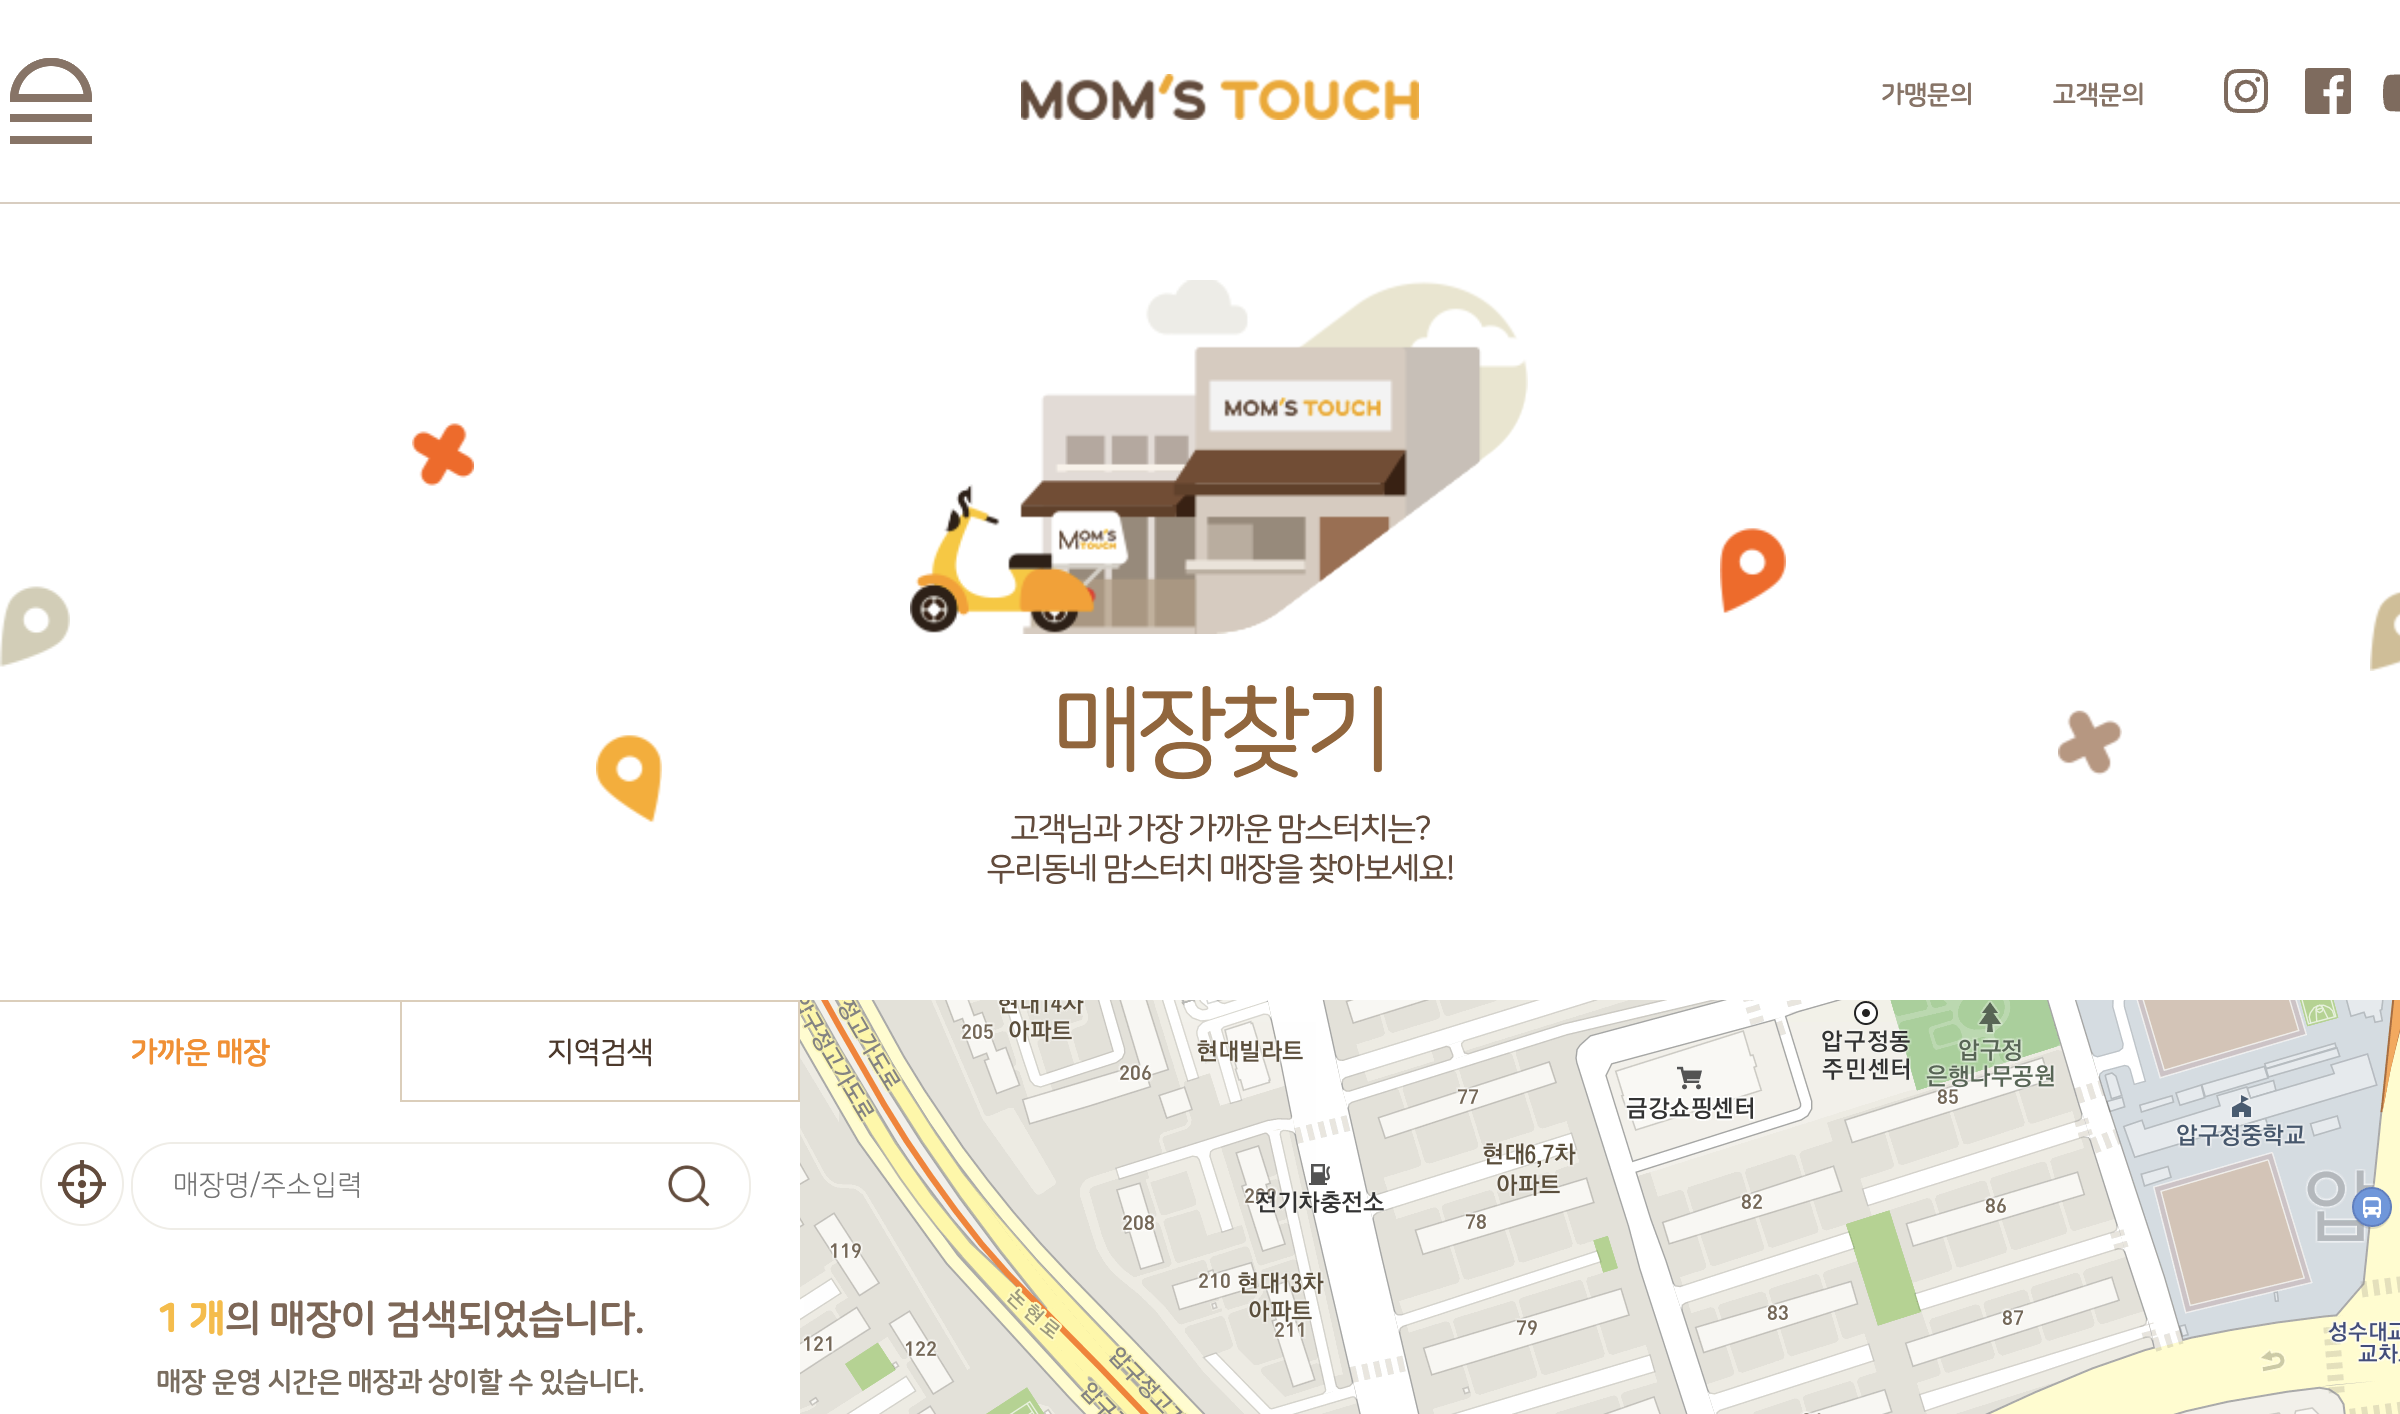 MOM'S TOUCH
가맹문의
고객문의
MOM'S TOUCH
MOM'S TOUCH
매장찾기
고객님과 가장 가까운 맘스터치는?
우리동네 맘스터치 매장을 찾아보세요!
가까운 매장
지역검색
매장명/주소입력
1 개의 매장이 검색되었습니다.
매장 운영 시간은 매장과 상이할 수 있습니다.
압구정고가도로
현대14차
아파트
205
206
현대빌라트
77
금강쇼핑센터
압구정동
주민센터
압구정
은행나무공원
85
압구정중학교
압
전기차충전소
208
현대6,7차
아파트
78
82
86
119
210
현대13차
아파트
211
121
122
논현로
79
83
87